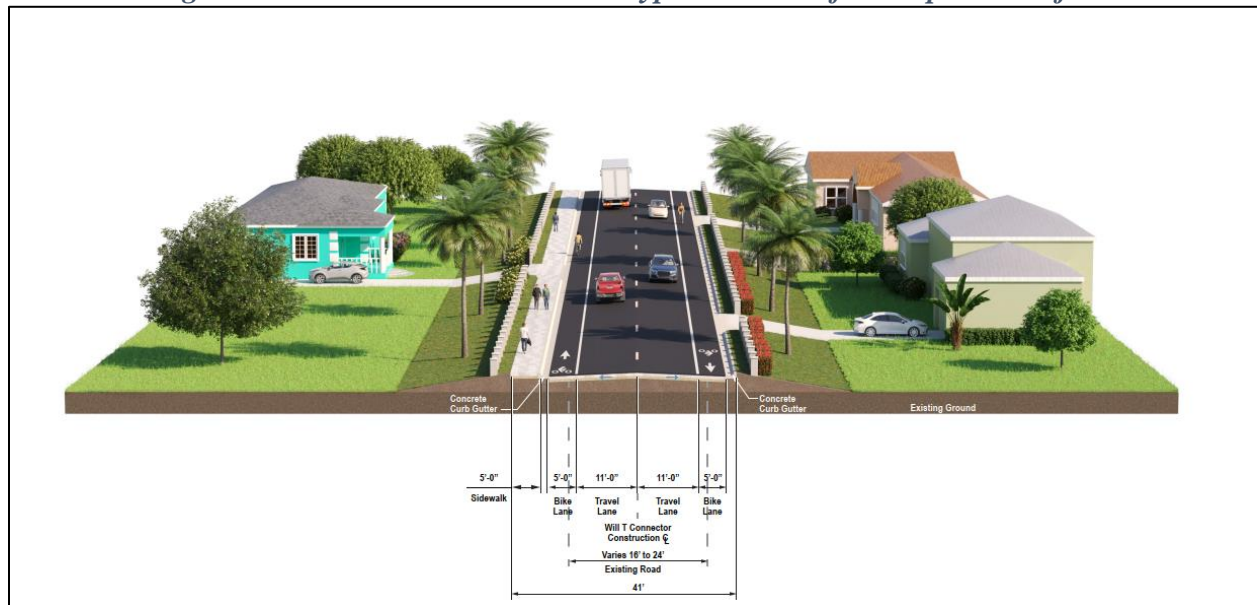 Concrete
Curb Gutter
Concrete
Curb Gutter
Existing Ground
5'-0"
5'-0"
11'-0"
11'-0"
5'-0"
Sidewalk
Bike
Lane
Travel
Lane
Travel
Lane
Bike
Lane
Will T Connector
Construction ℄
Varies 16' to 24'
Existing Road
41'